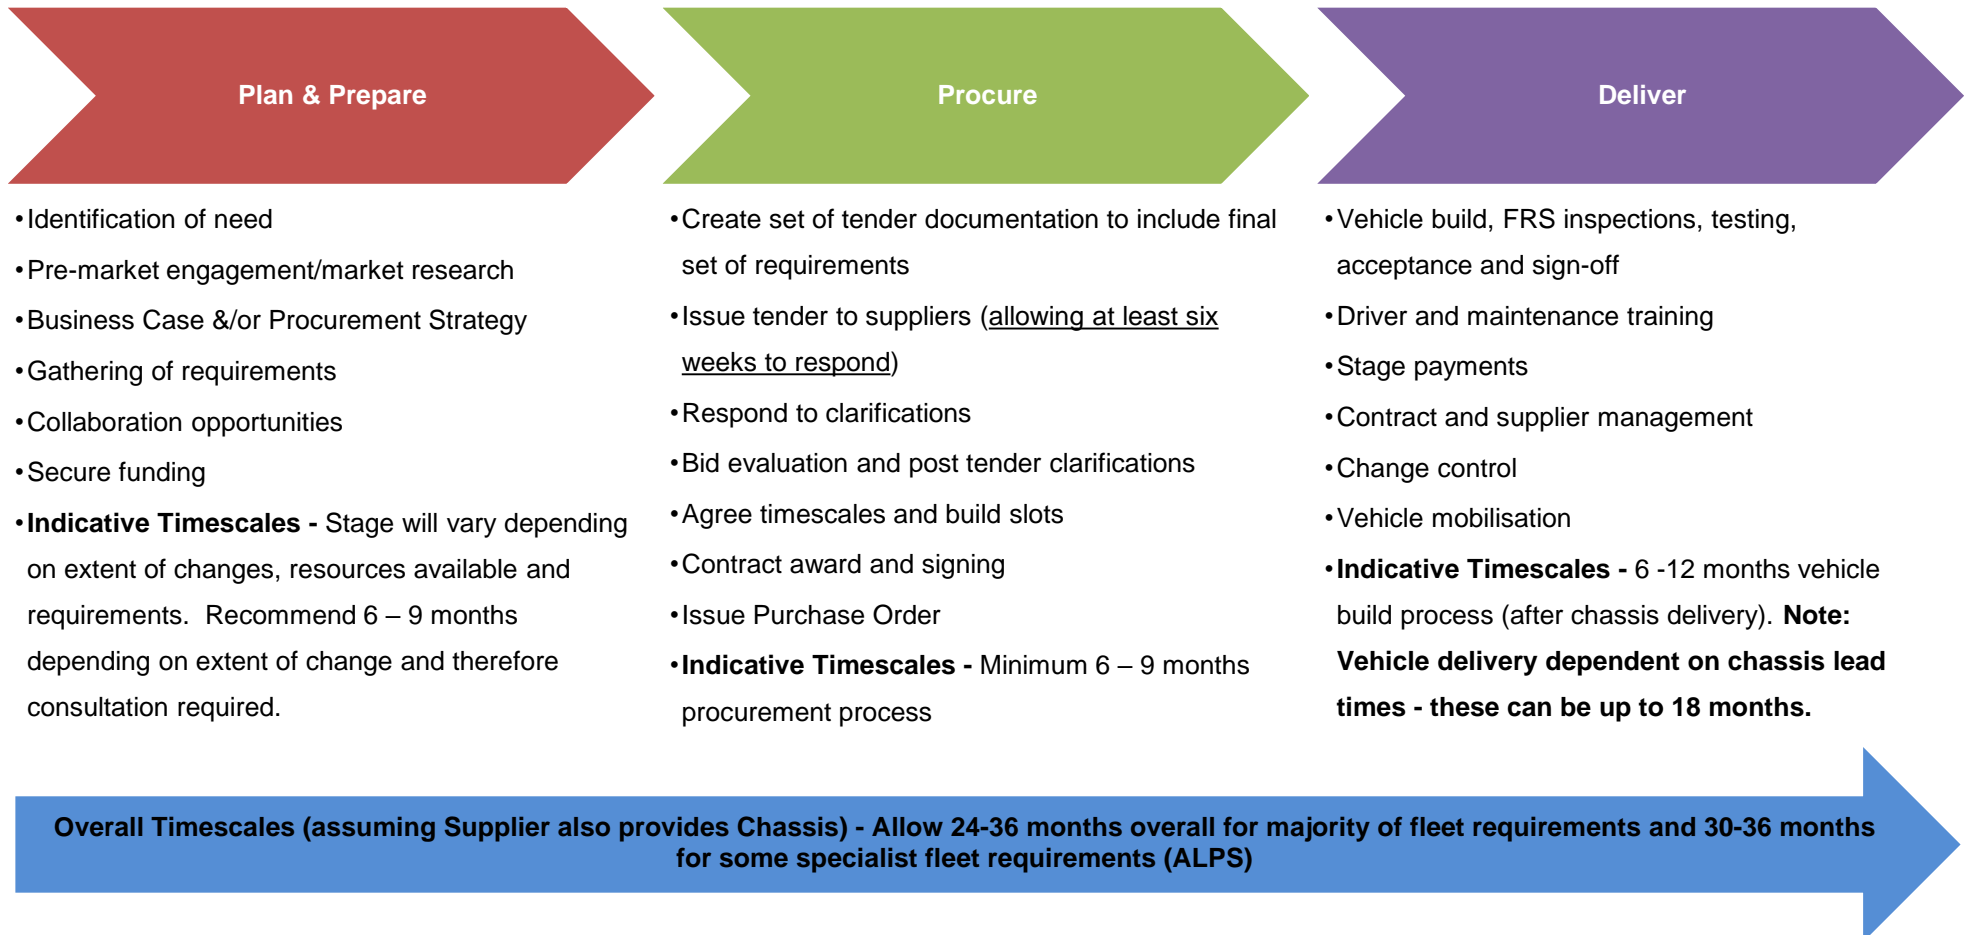 Plan & Prepare
•Identification of need
•Pre-market engagement/market research
•Business Case &/or Procurement Strategy
•Gathering of requirements
•Collaboration opportunities
•Secure funding
•Indicative Timescales - Stage will vary depending
on extent of changes, resources available and
requirements.  Recommend 6 – 9 months
depending on extent of change and therefore
consultation required.
Procure
•Create set of tender documentation to include final
set of requirements
•Issue tender to suppliers (allowing at least six
weeks to respond)
•Respond to clarifications
•Bid evaluation and post tender clarifications
•Agree timescales and build slots
•Contract award and signing
•Issue Purchase Order
•Indicative Timescales - Minimum 6 – 9 months
procurement process
Deliver
•Vehicle build, FRS inspections, testing,
acceptance and sign-off
•Driver and maintenance training
•Stage payments
•Contract and supplier management
•Change control
•Vehicle mobilisation
•Indicative Timescales - 6 -12 months vehicle
build process (after chassis delivery). Note:
Vehicle delivery dependent on chassis lead
times - these can be up to 18 months.
Overall Timescales (assuming Supplier also provides Chassis) - Allow 24-36 months overall for majority of fleet requirements and 30-36 months
for some specialist fleet requirements (ALPS)